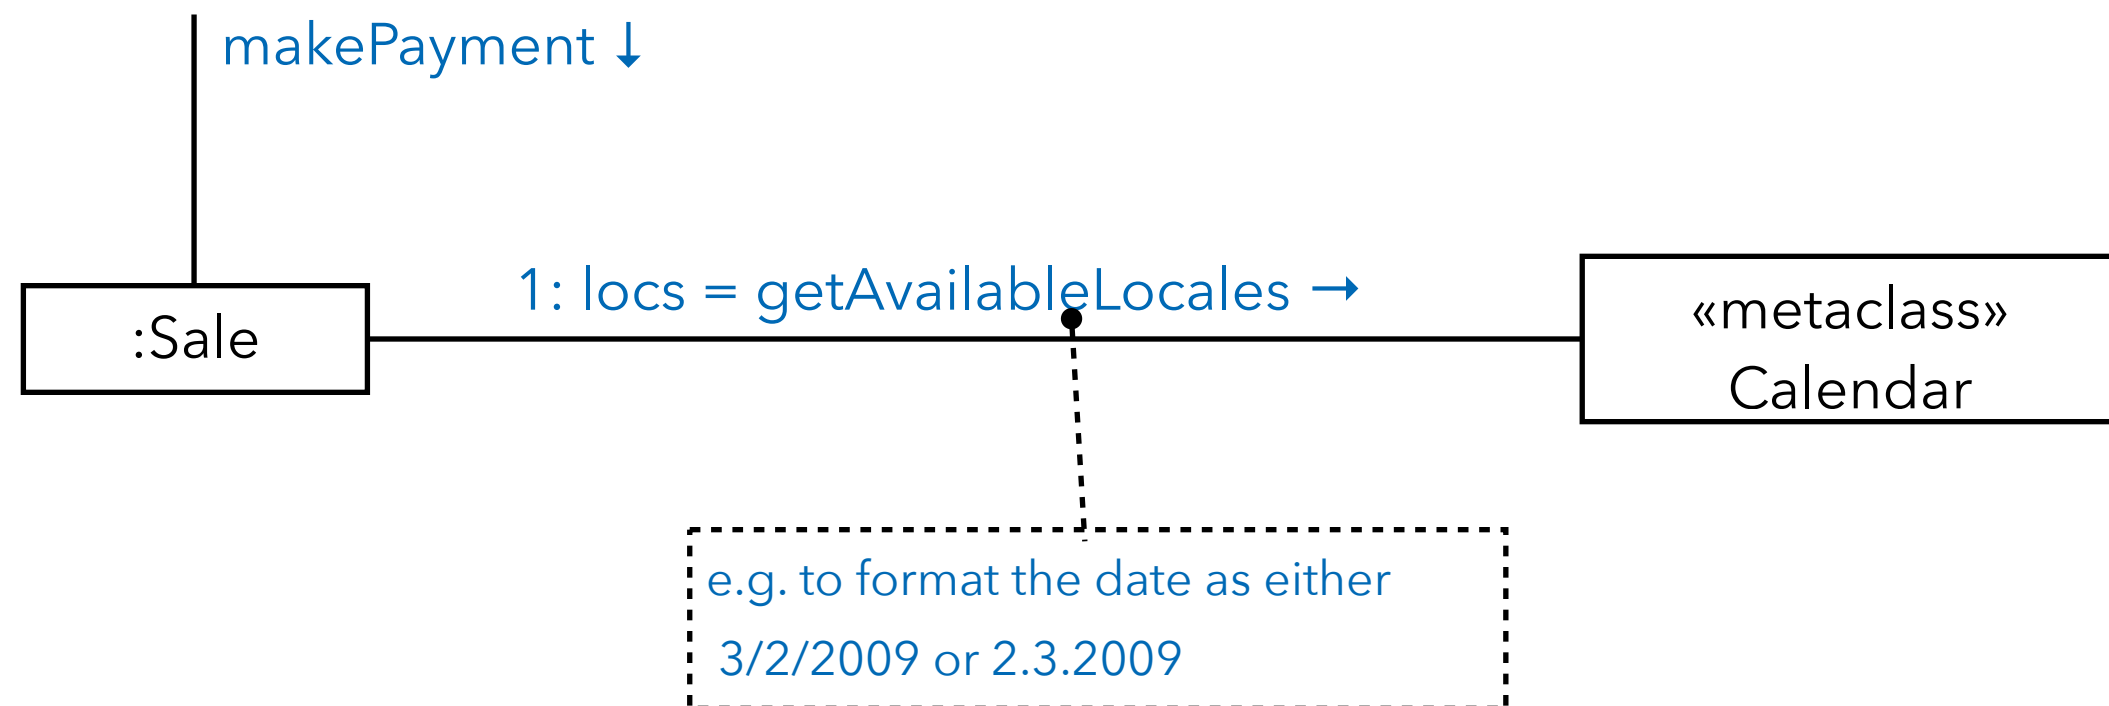 makePayment ↓
1: locs = getAvailableLocales →
:Sale
«metaclass»
Calendar
e.g. to format the date as either
3/2/2009 or 2.3.2009